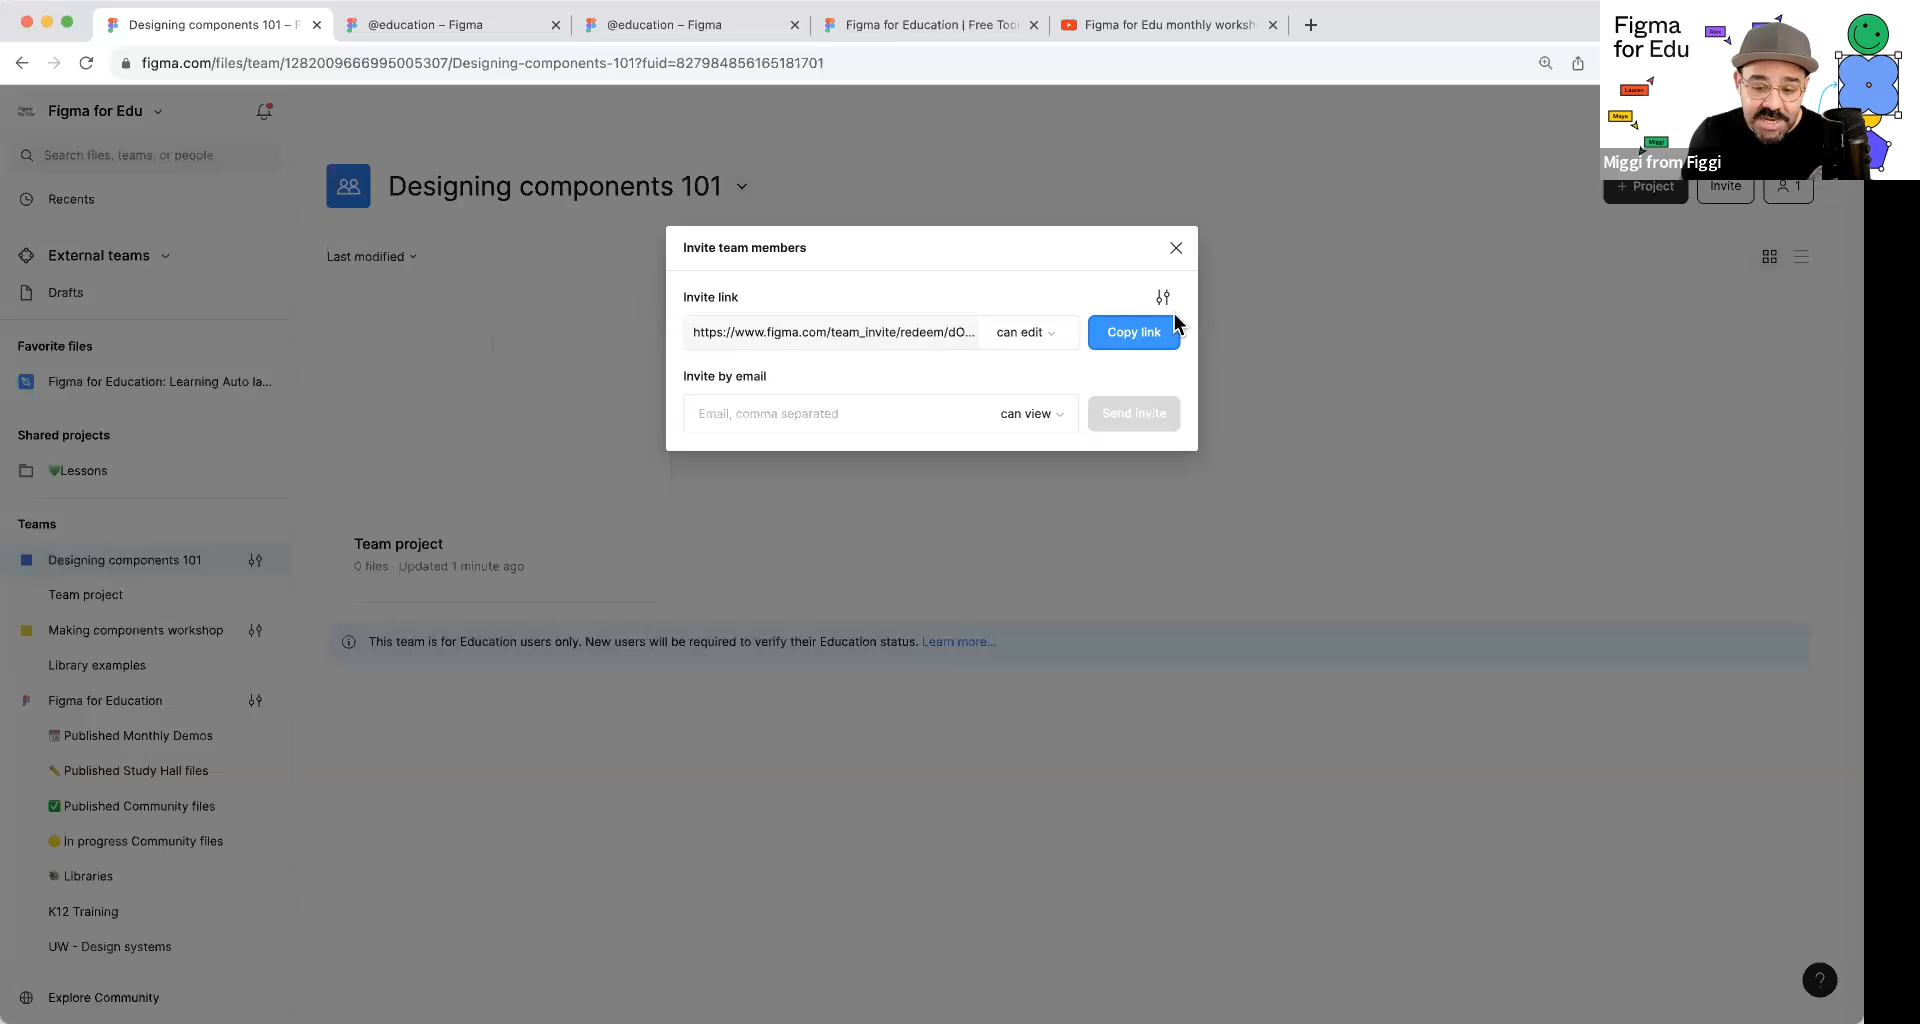 Designing components 101 – F
@education – Figma
@education – Figma
Figma for Education | Free Too
Figma for Edu monthly worksh
figma.com/files/team/1282009666995005307/Designing-components-101?fuid=827984856165181701
Figma
for Edu
Alex
Lauren
Maya
Miggi
Miggi from Figgi
Figma for Edu
Search files, teams, or people
Recents
External teams
Drafts
Favorite files
Figma for Education: Learning Auto la...
Shared projects
Lessons
Teams
Designing components 101
Team project
Making components workshop
Library examples
Figma for Education
Published Monthly Demos
Published Study Hall files
Published Community files
In progress Community files
Libraries
K12 Training
UW - Design systems
Explore Community
Designing components 101
+ Project
Invite
1
Last modified
Invite team members
Invite link
https://www.figma.com/team_invite/redeem/dO...
can edit
Copy link
Invite by email
Email, comma separated
can view
Send invite
Team project
0 files · Updated 1 minute ago
This team is for Education users only. New users will be required to verify their Education status. Learn more...
?